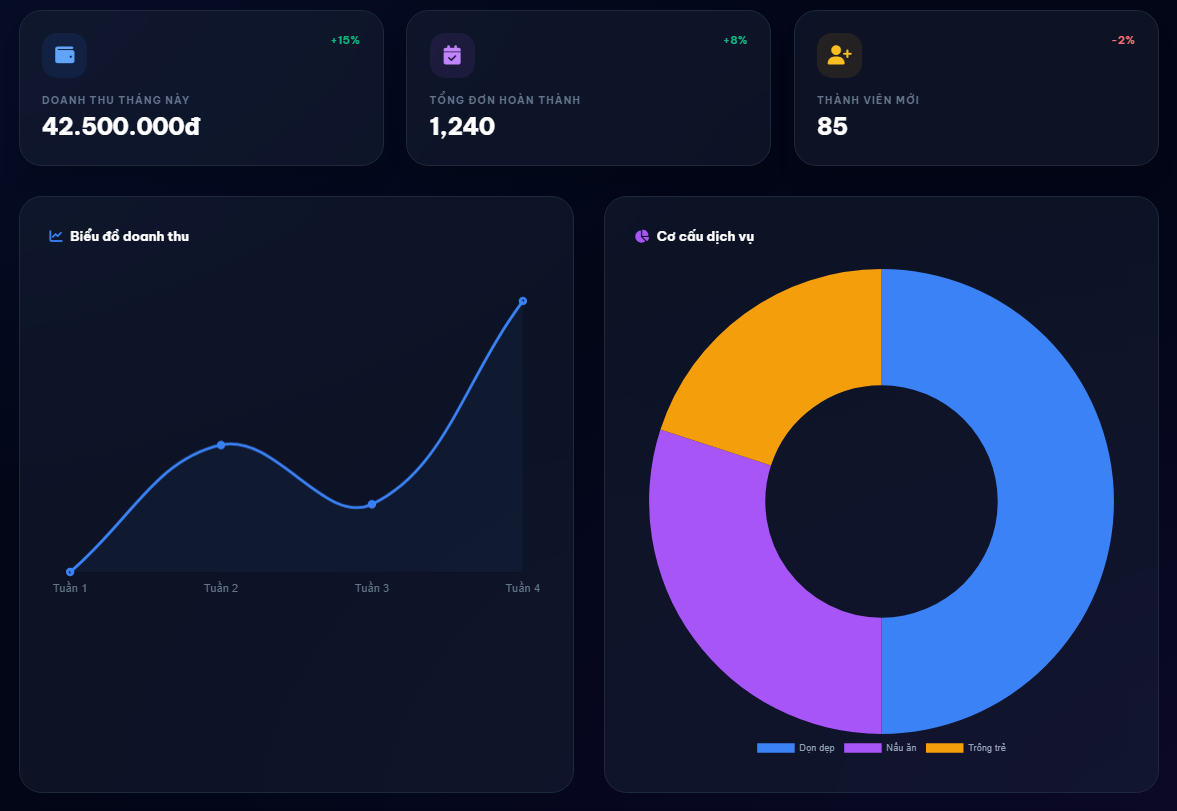 +15%
DOANH THU THÁNG NÀY
42.500.000đ
+8%
TỔNG ĐƠN HOÀN THÀNH
1,240
-2%
THÀNH VIÊN MỚI
85
Biểu đồ doanh thu
Tuần 1
Tuần 2
Tuần 3
Tuần 4
Cơ cấu dịch vụ
Dọn dẹp
Nấu ăn
Trông trẻ